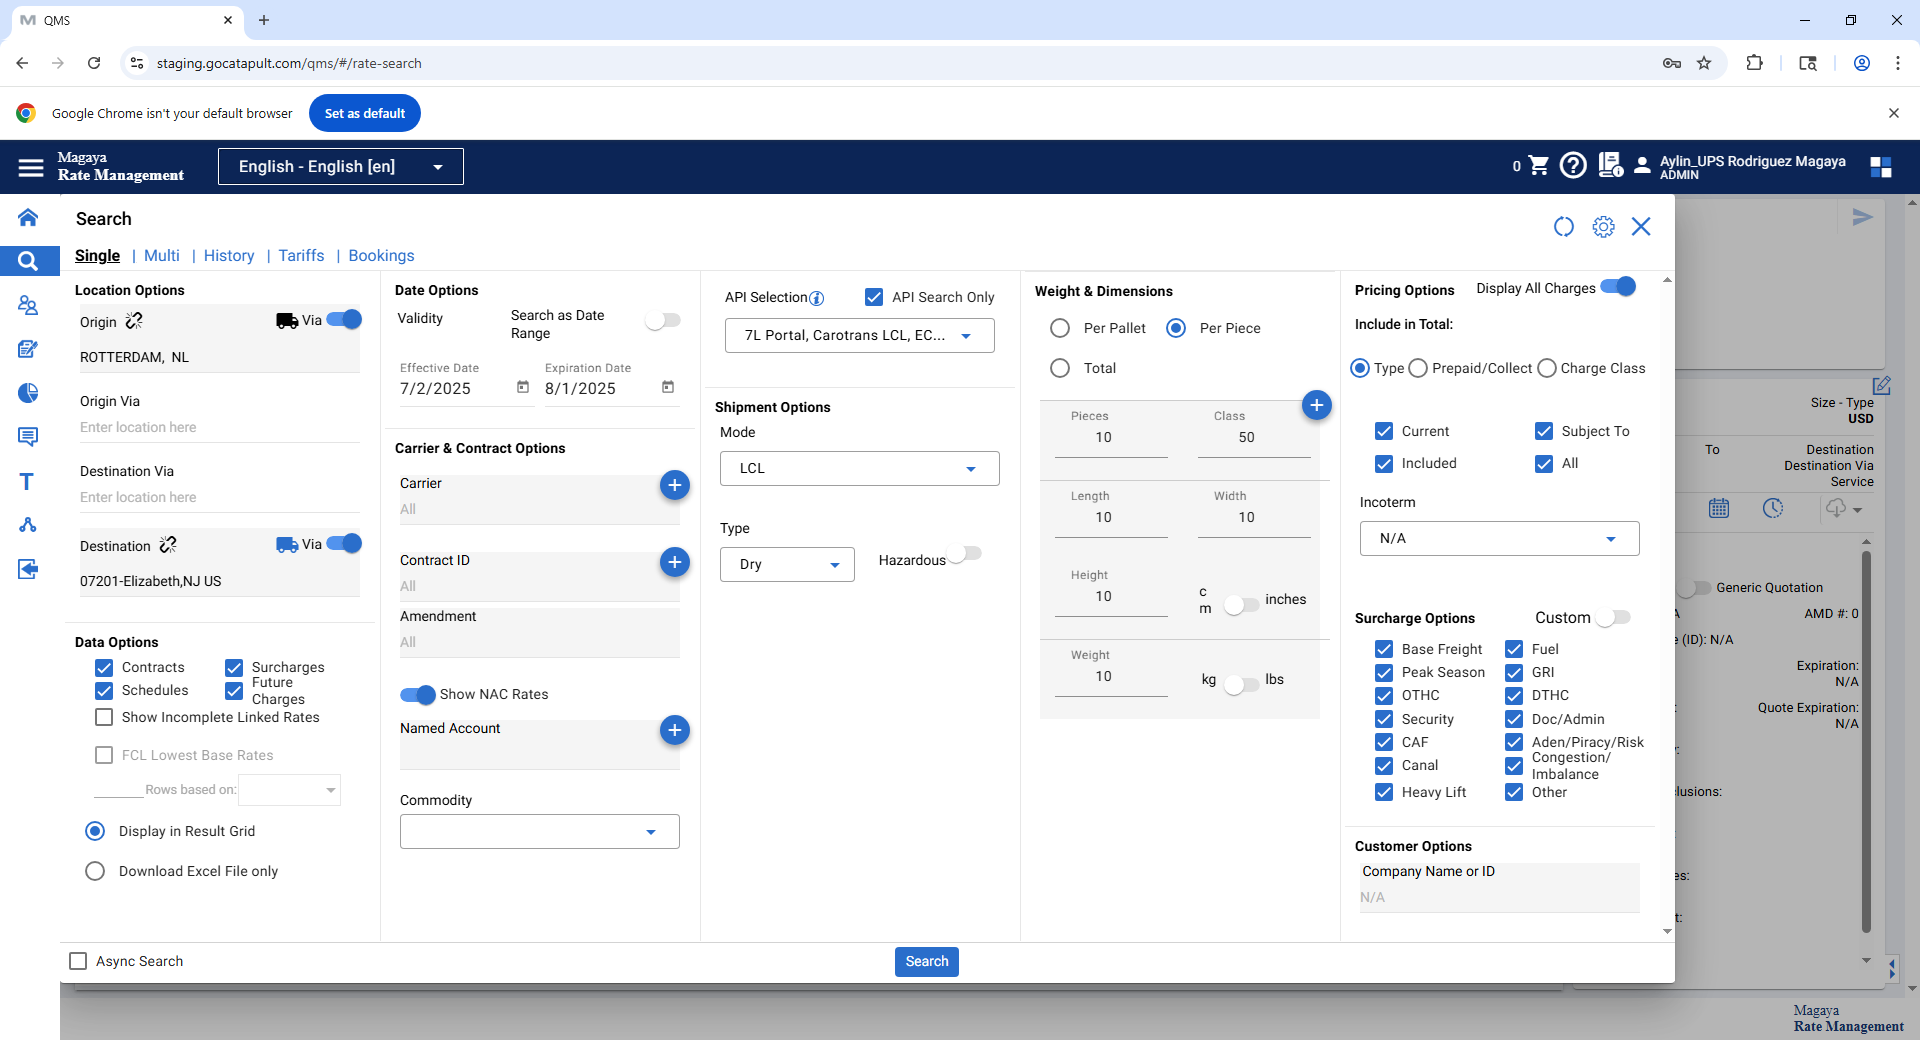 QMS
staging.gocatapult.com/qms/#/rate-search
Google Chrome isn't your default browser
Set as default
Magaya
Rate Management
English - English [en]
0
Aylin_UPS Rodriguez Magaya
ADMIN
Search
Single | Multi | History | Tariffs | Bookings
Location Options
Origin
Via
ROTTERDAM, NL
Origin Via
Enter location here
Destination Via
Enter location here
Destination
Via
07201-Elizabeth,NJ US
Data Options
Contracts
Surcharges
Schedules
Future Charges
Show Incomplete Linked Rates
FCL Lowest Base Rates
Rows based on:
Display in Result Grid
Download Excel File only
Date Options
Validity
Search as Date Range
Effective Date
7/2/2025
Expiration Date
8/1/2025
Carrier & Contract Options
Carrier
All
Contract ID
All
Amendment
All
Show NAC Rates
Named Account
Commodity
API Selection
API Search Only
7L Portal, Carotrans LCL, EC...
Shipment Options
Mode
LCL
Type
Dry
Hazardous
Weight & Dimensions
Per Pallet
Per Piece
Total
Pieces
10
Class
50
Length
10
Width
10
Height
10
cm
inches
Weight
10
kg
lbs
Pricing Options
Display All Charges
Include in Total:
Type
Prepaid/Collect
Charge Class
Current
Subject To
Included
All
Incoterm
N/A
Surcharge Options
Custom
Base Freight
Fuel
Peak Season
GRI
OTHC
DTHC
Security
Doc/Admin
CAF
Aden/Piracy/Risk
Canal
Congestion/Imbalance
Heavy Lift
Other
Customer Options
Company Name or ID
N/A
Async Search
Search
Size - Type
USD
To
Destination
Destination Via
Service
Generic Quotation
AMD #: 0
(ID): N/A
Expiration:
N/A
Quote Expiration:
N/A
Magaya
Rate Management